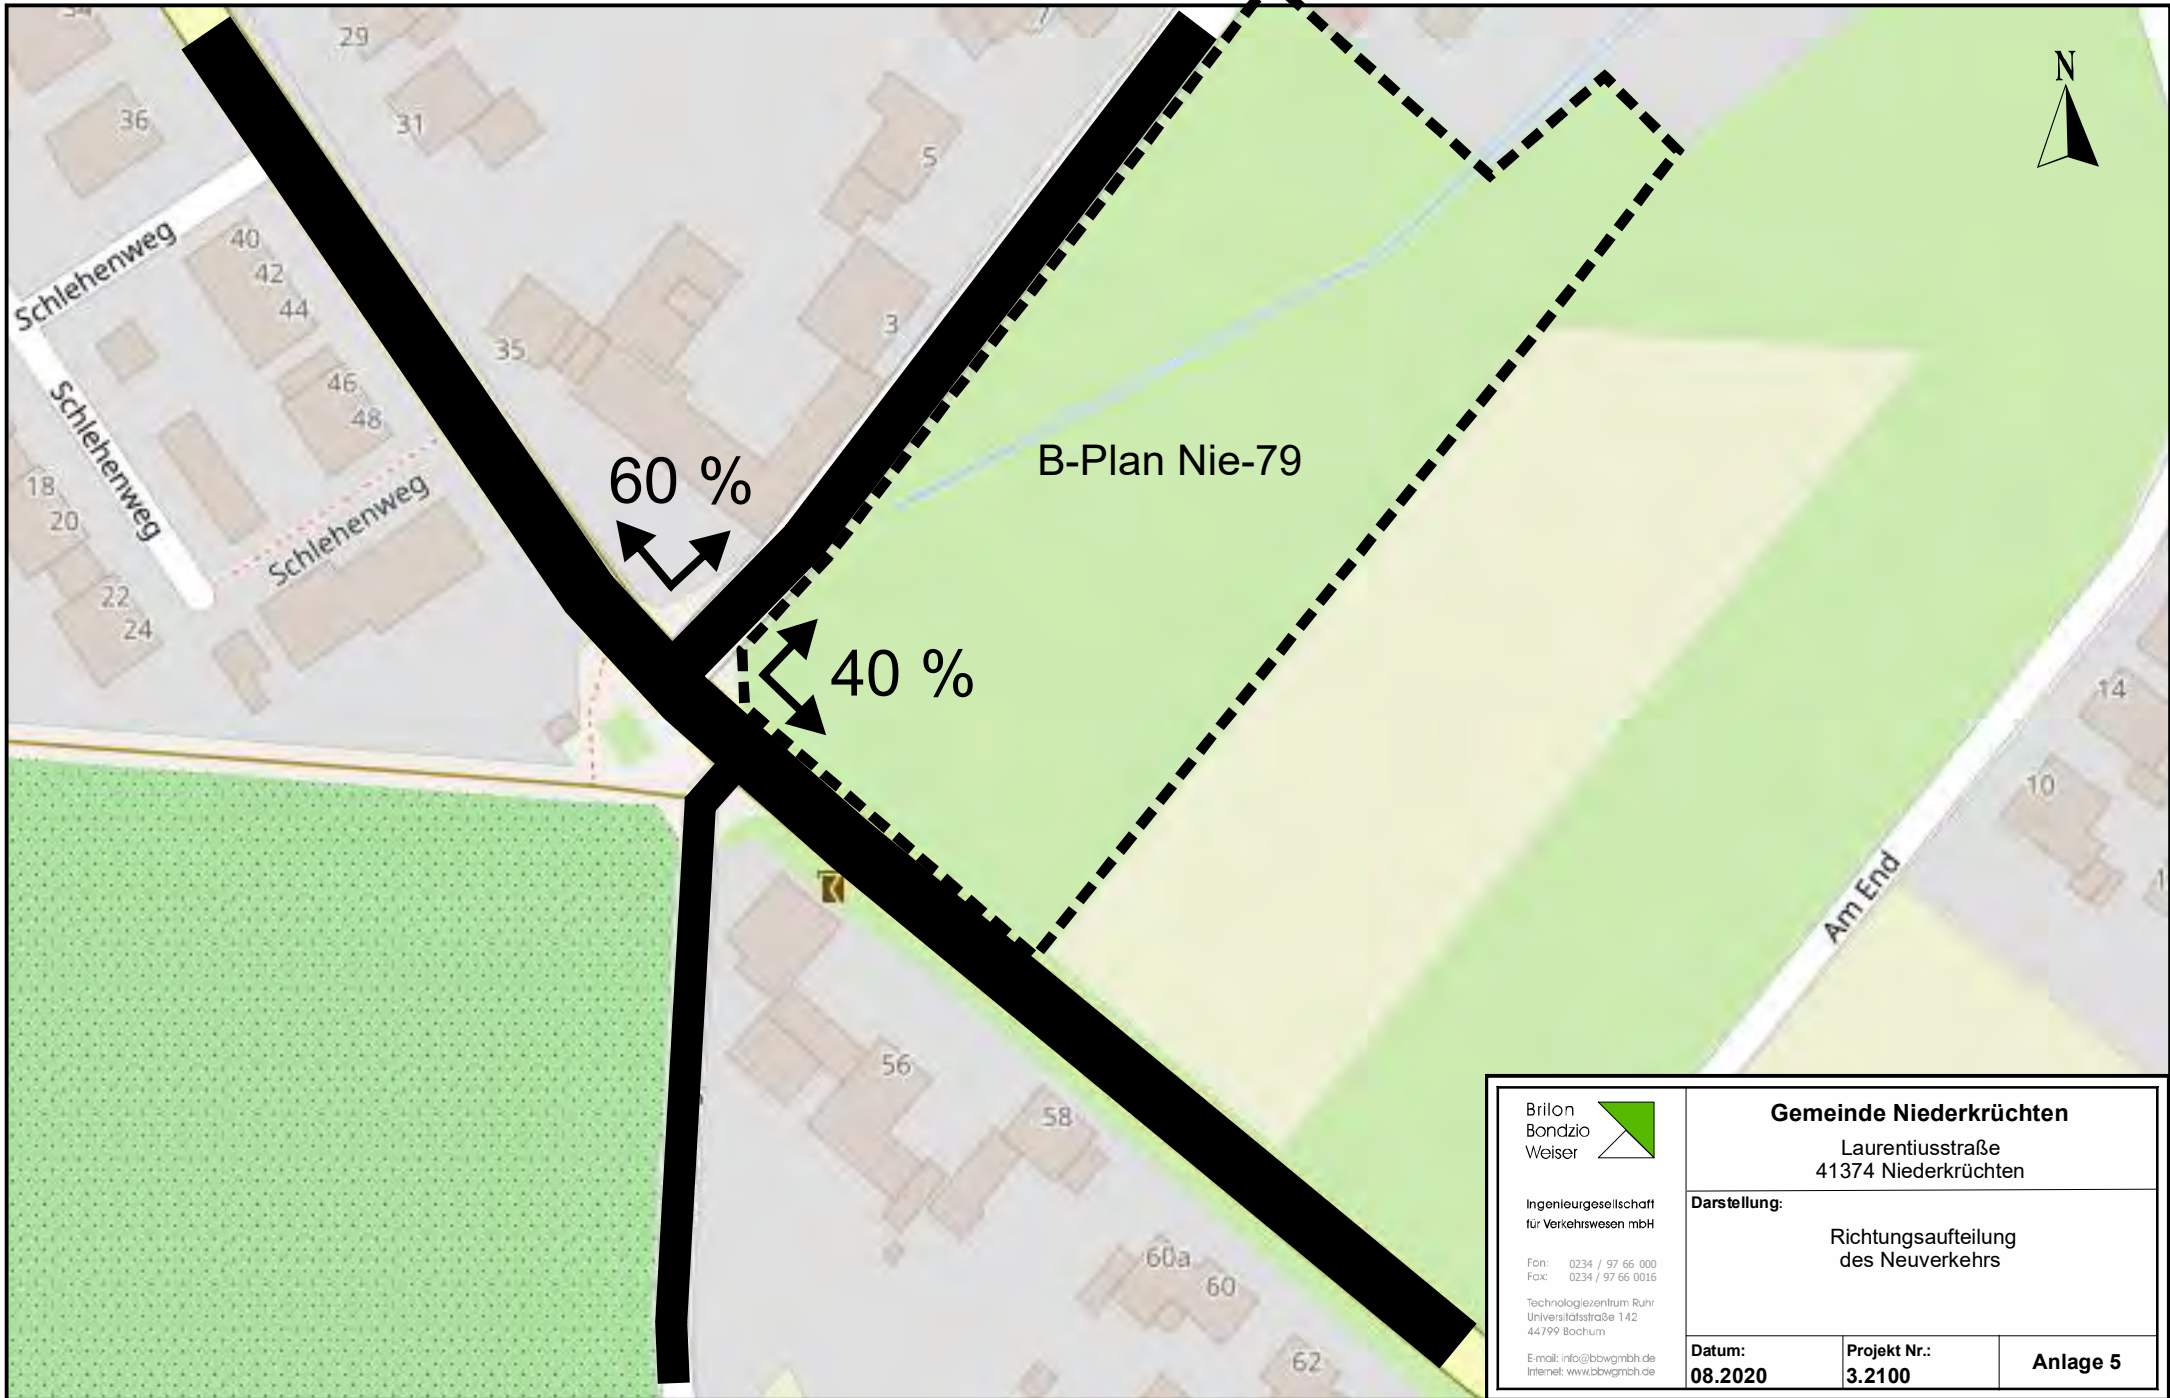 29
N
36
31
5
Schlehenweg
40
42
44
3
35
46
48
Schlehenweg
B-Plan Nie-79
60 %
18
20
Schlehenweg
22
24
40 %
14
10
Am End
56
58
60a
60
62
Brilon
Bondzio
Weiser
Ingenieurgesellschaft
für Verkehrswesen mbH
Fon: 0234 / 97 66 000
Fax: 0234 / 97 66 0016
Technologiezentrum Ruhr
Universitätsstraße 142
44799 Bochum
E-mail: info@bbwgmbh.de
Internet: www.bbwgmbh.de
Gemeinde Niederkrüchten
Laurentiusstraße
41374 Niederkrüchten
Darstellung:
Richtungsaufteilung
des Neuverkehrs
Datum:
08.2020
Projekt Nr.:
3.2100
Anlage 5